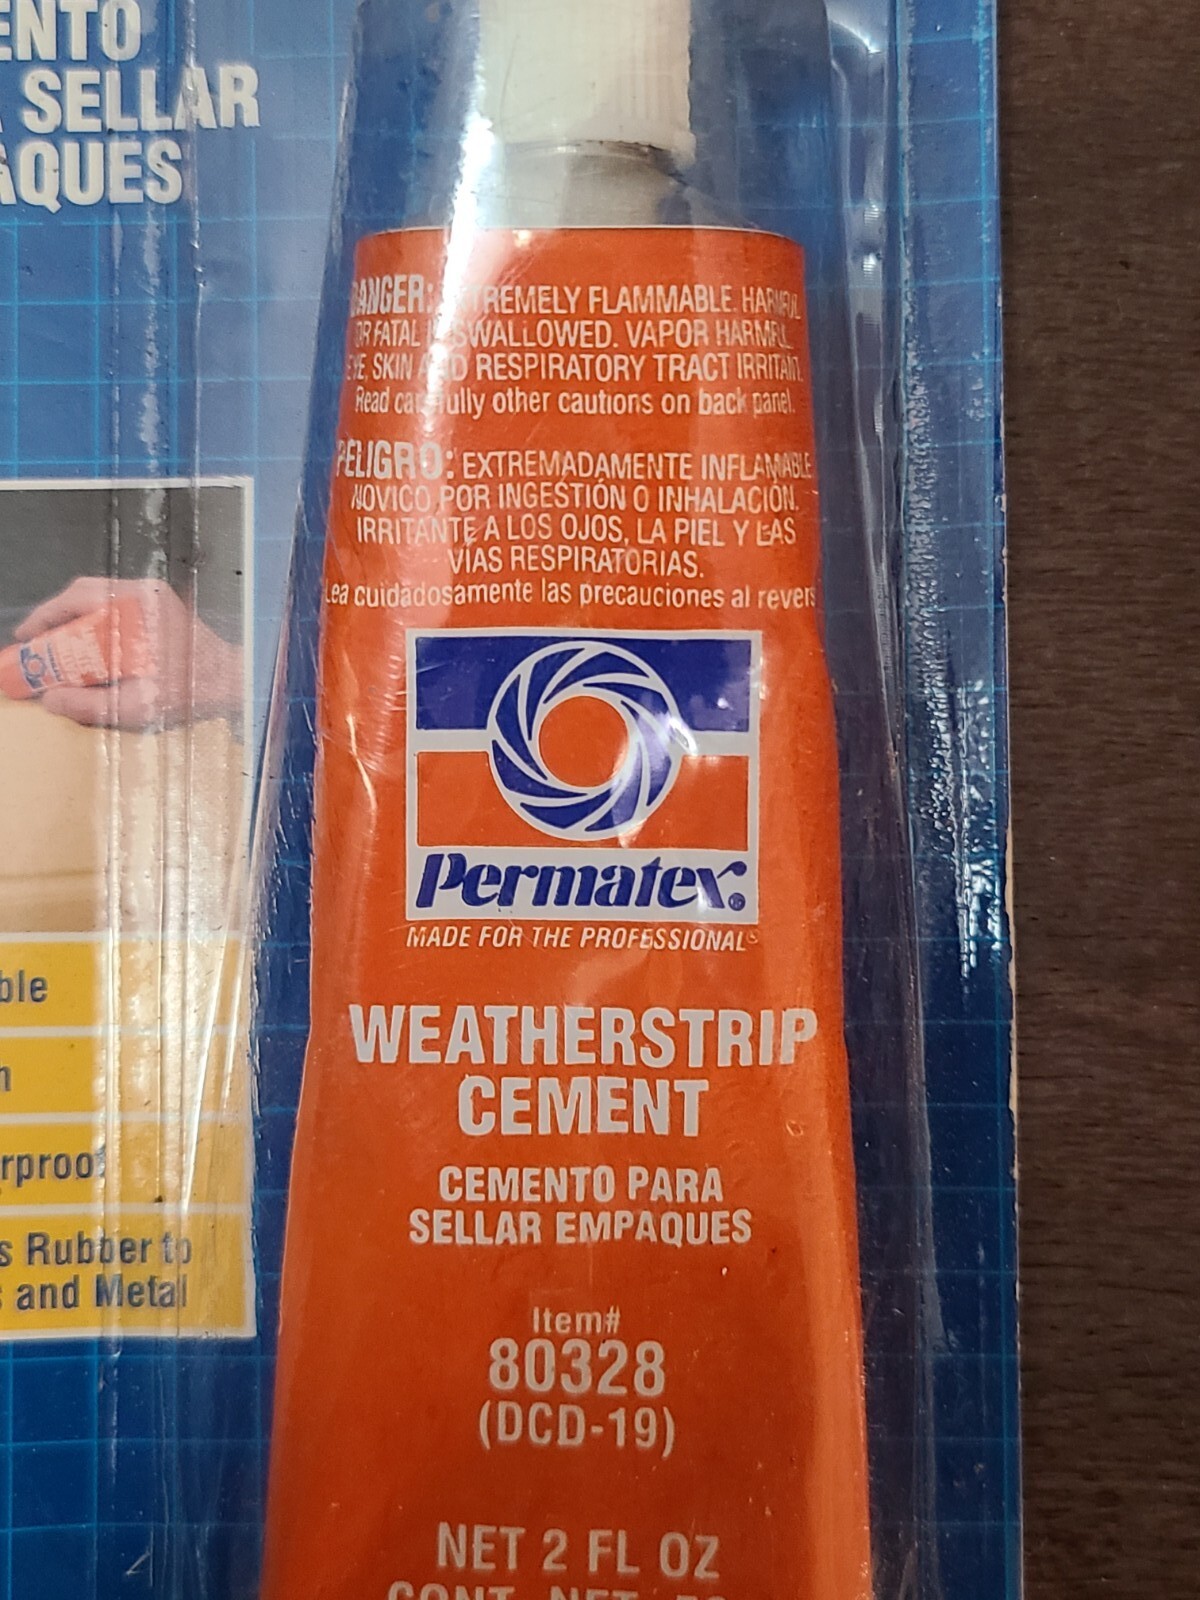 ENTO
SELLAR
AQUES
DANGER: EXTREMELY FLAMMABLE. HARMFUL
OR FATAL IF SWALLOWED. VAPOR HARMFUL.
EYE, SKIN AND RESPIRATORY TRACT IRRITANT.
Read carefully other cautions on back panel.
PELIGRO: EXTREMADAMENTE INFLAMABLE
NOVICO POR INGESTIÓN O INHALACIÓN.
IRRITANTE A LOS OJOS, LA PIEL Y LAS
VÍAS RESPIRATORIAS.
Lea cuidadosamente las precauciones al revers
Permatex®
MADE FOR THE PROFESSIONAL®
WEATHERSTRIP
CEMENT
CEMENTO PARA
SELLAR EMPAQUES
Item#
80328
(DCD-19)
NET 2 FL OZ
CONT. NET.
ble
h
rproof
s Rubber to
s and Metal